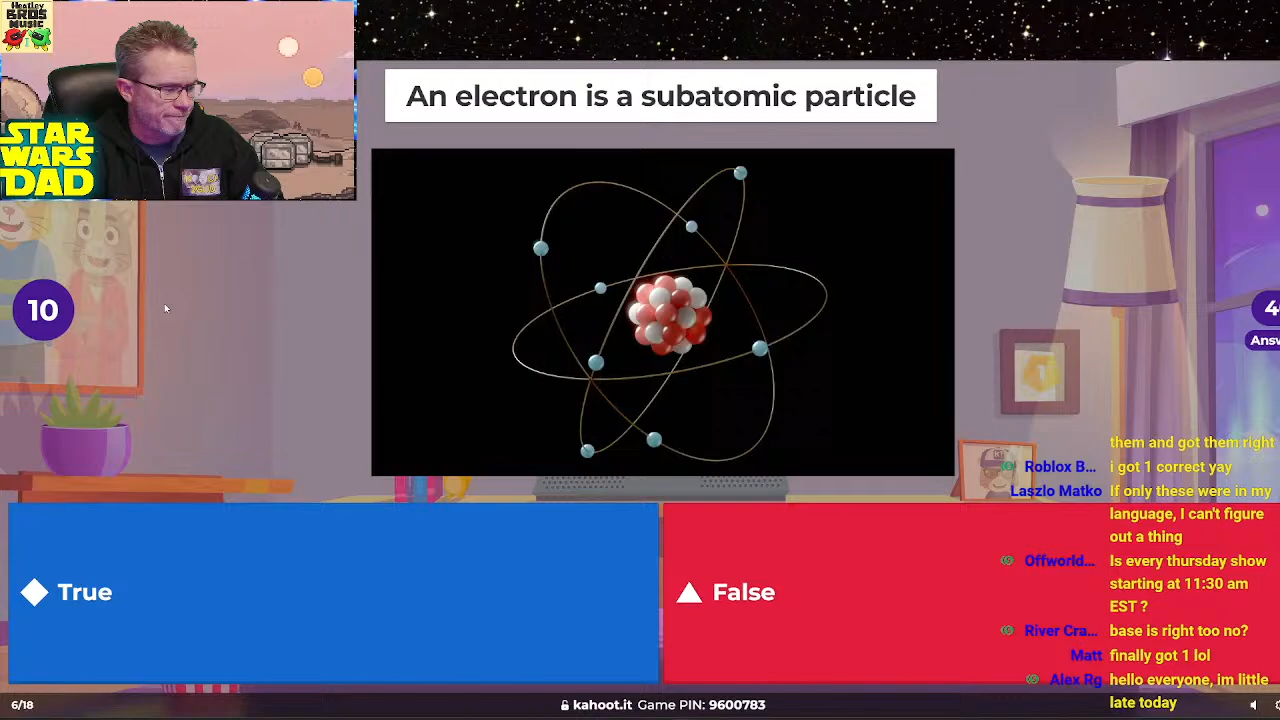 Heatley
BROS
MUSIC
STAR
WARS
DAD
An electron is a subatomic particle
10
True
False
them and got them right
Roblox B... i got 1 correct yay
Laszlo Matko If only these were in my
language, I can't figure
out a thing
Offworld... Is every thursday show
starting at 11:30 am
EST ?
River Cra... base is right too no?
Matt finally got 1 lol
Alex Rg hello everyone, im little
late today
6/18
kahoot.it Game PIN: 9600783